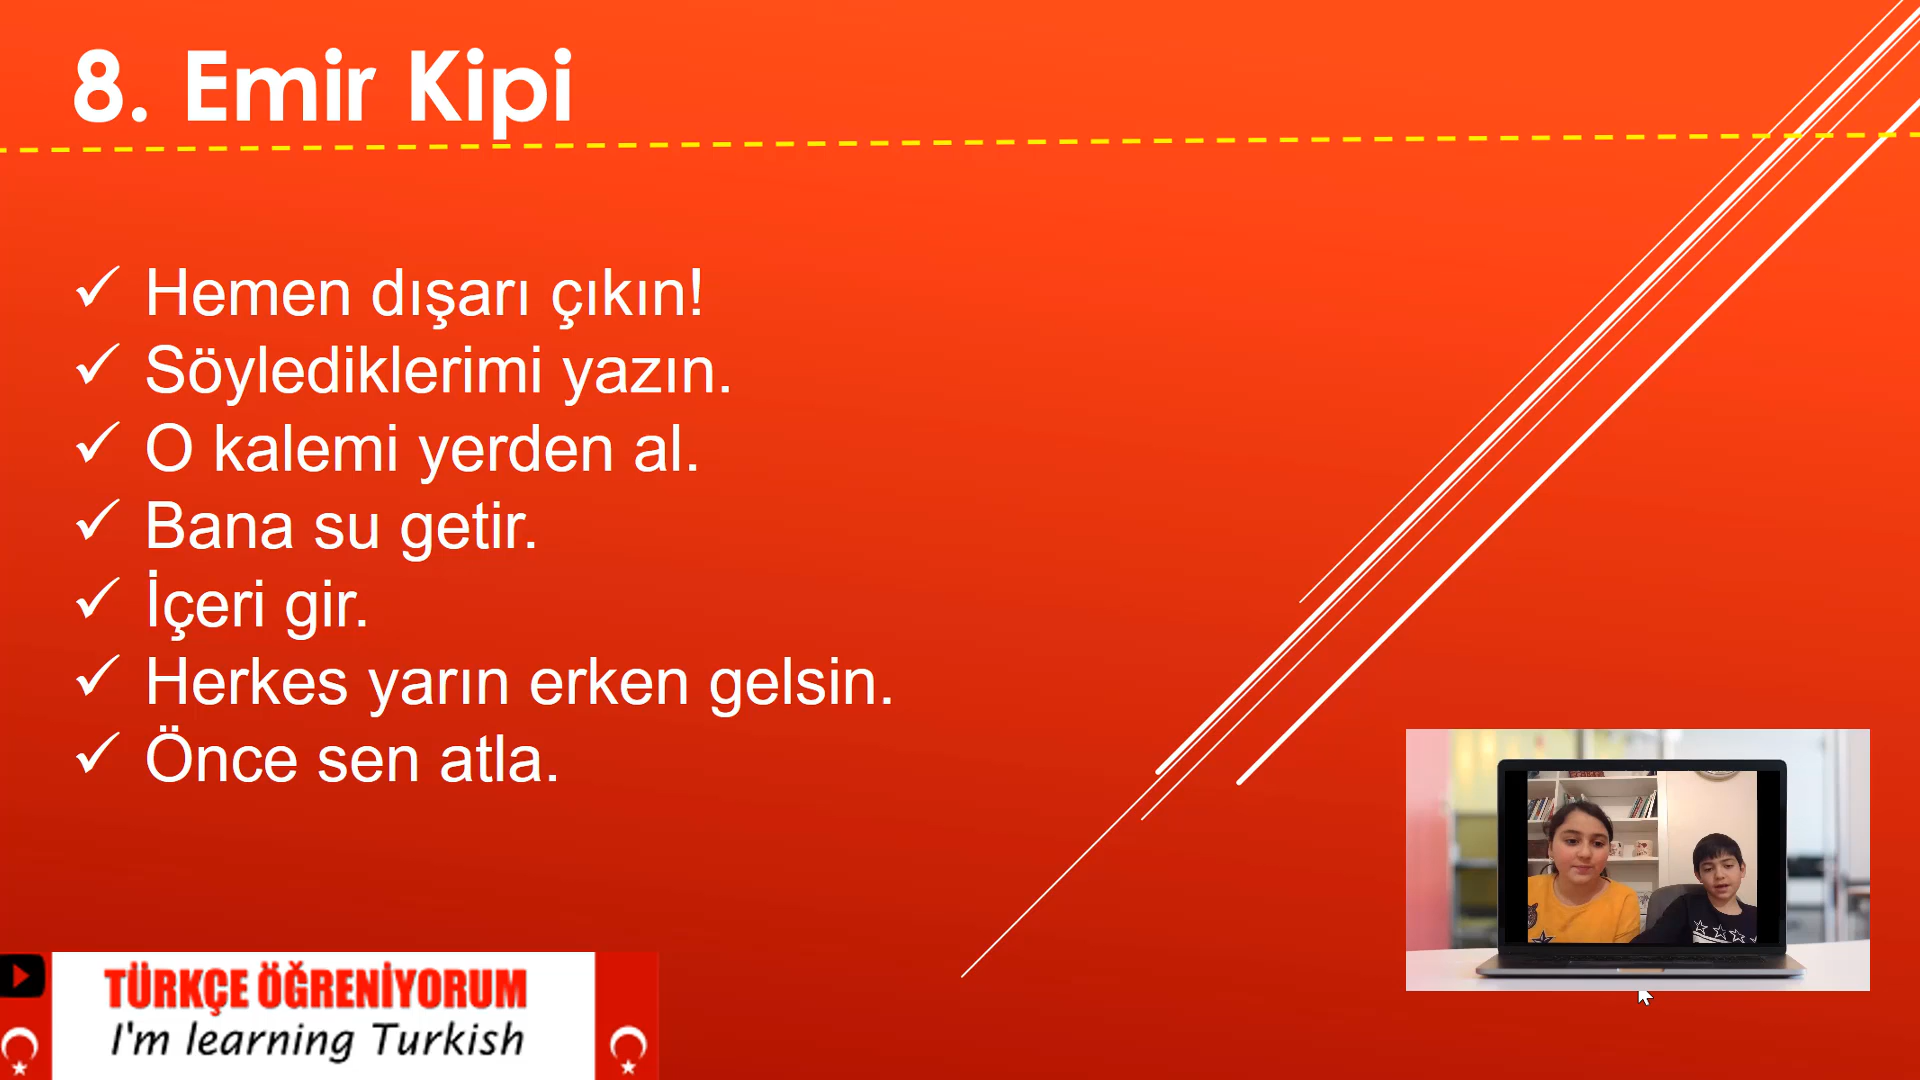 8. Emir Kipi
Hemen dışarı çıkın!
Söylediklerimi yazın.
O kalemi yerden al.
Bana su getir.
İçeri gir.
Herkes yarın erken gelsin.
Önce sen atla.
TÜRKÇE ÖĞRENİYORUM
I'm learning Turkish